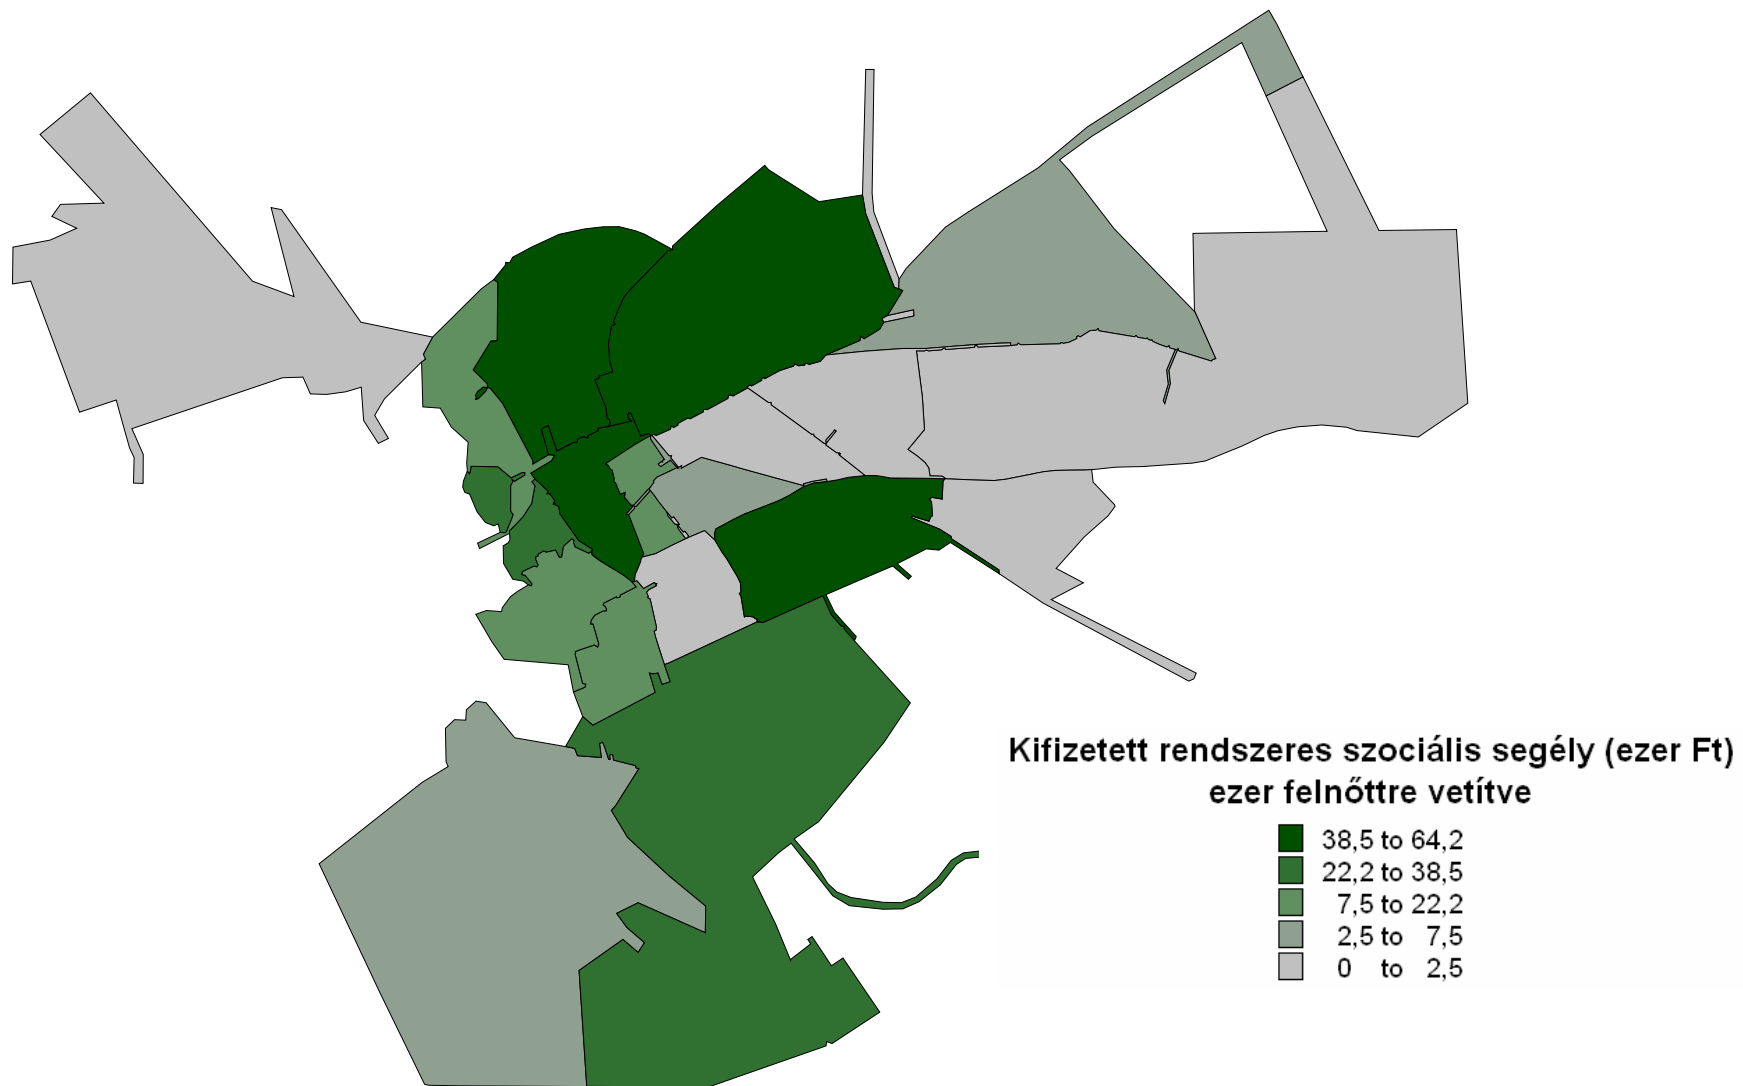 Kifizetett rendszeres szociális segély (ezer Ft)
ezer felnőttre vetítve
38,5 to 64,2
22,2 to 38,5
7,5 to 22,2
2,5 to 7,5
0 to 2,5